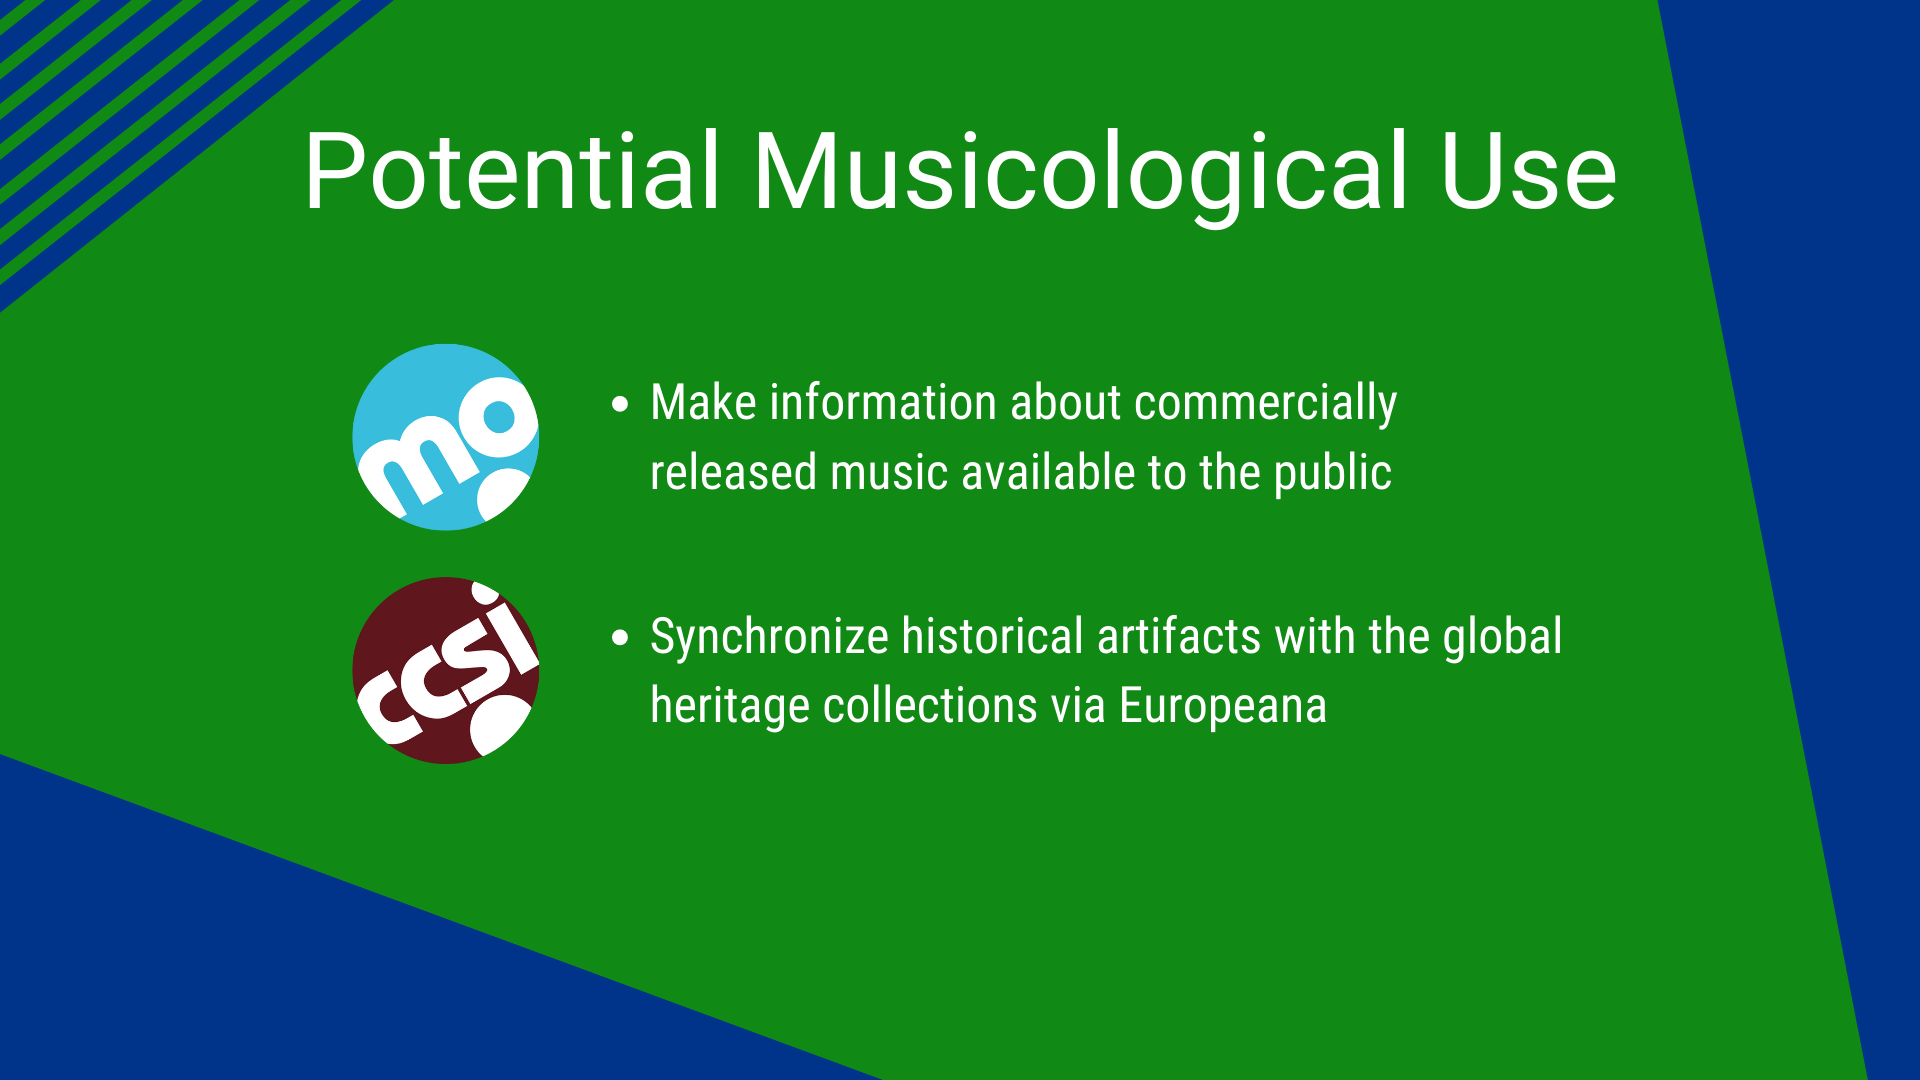 Potential Musicological Use
mo
• Make information about commercially
released music available to the public
ccsi
• Synchronize historical artifacts with the global
heritage collections via Europeana